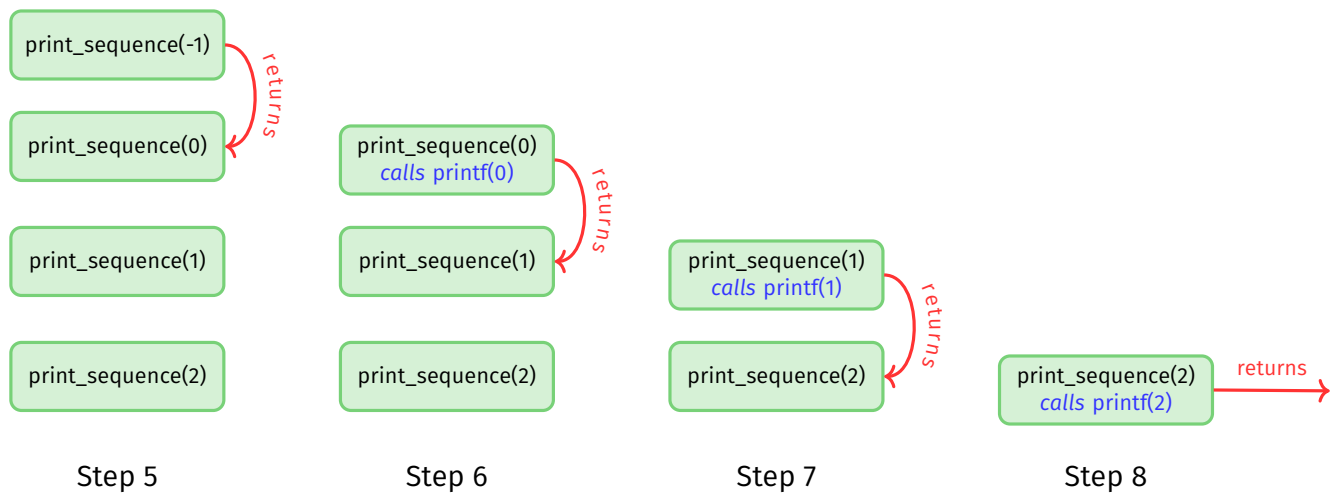 print_sequence(-1)
returns
print_sequence(0)
print_sequence(1)
print_sequence(2)
Step 5
print_sequence(0)
calls printf(0)
returns
print_sequence(1)
print_sequence(2)
Step 6
print_sequence(1)
calls printf(1)
returns
print_sequence(2)
Step 7
print_sequence(2)
calls printf(2)
returns
Step 8